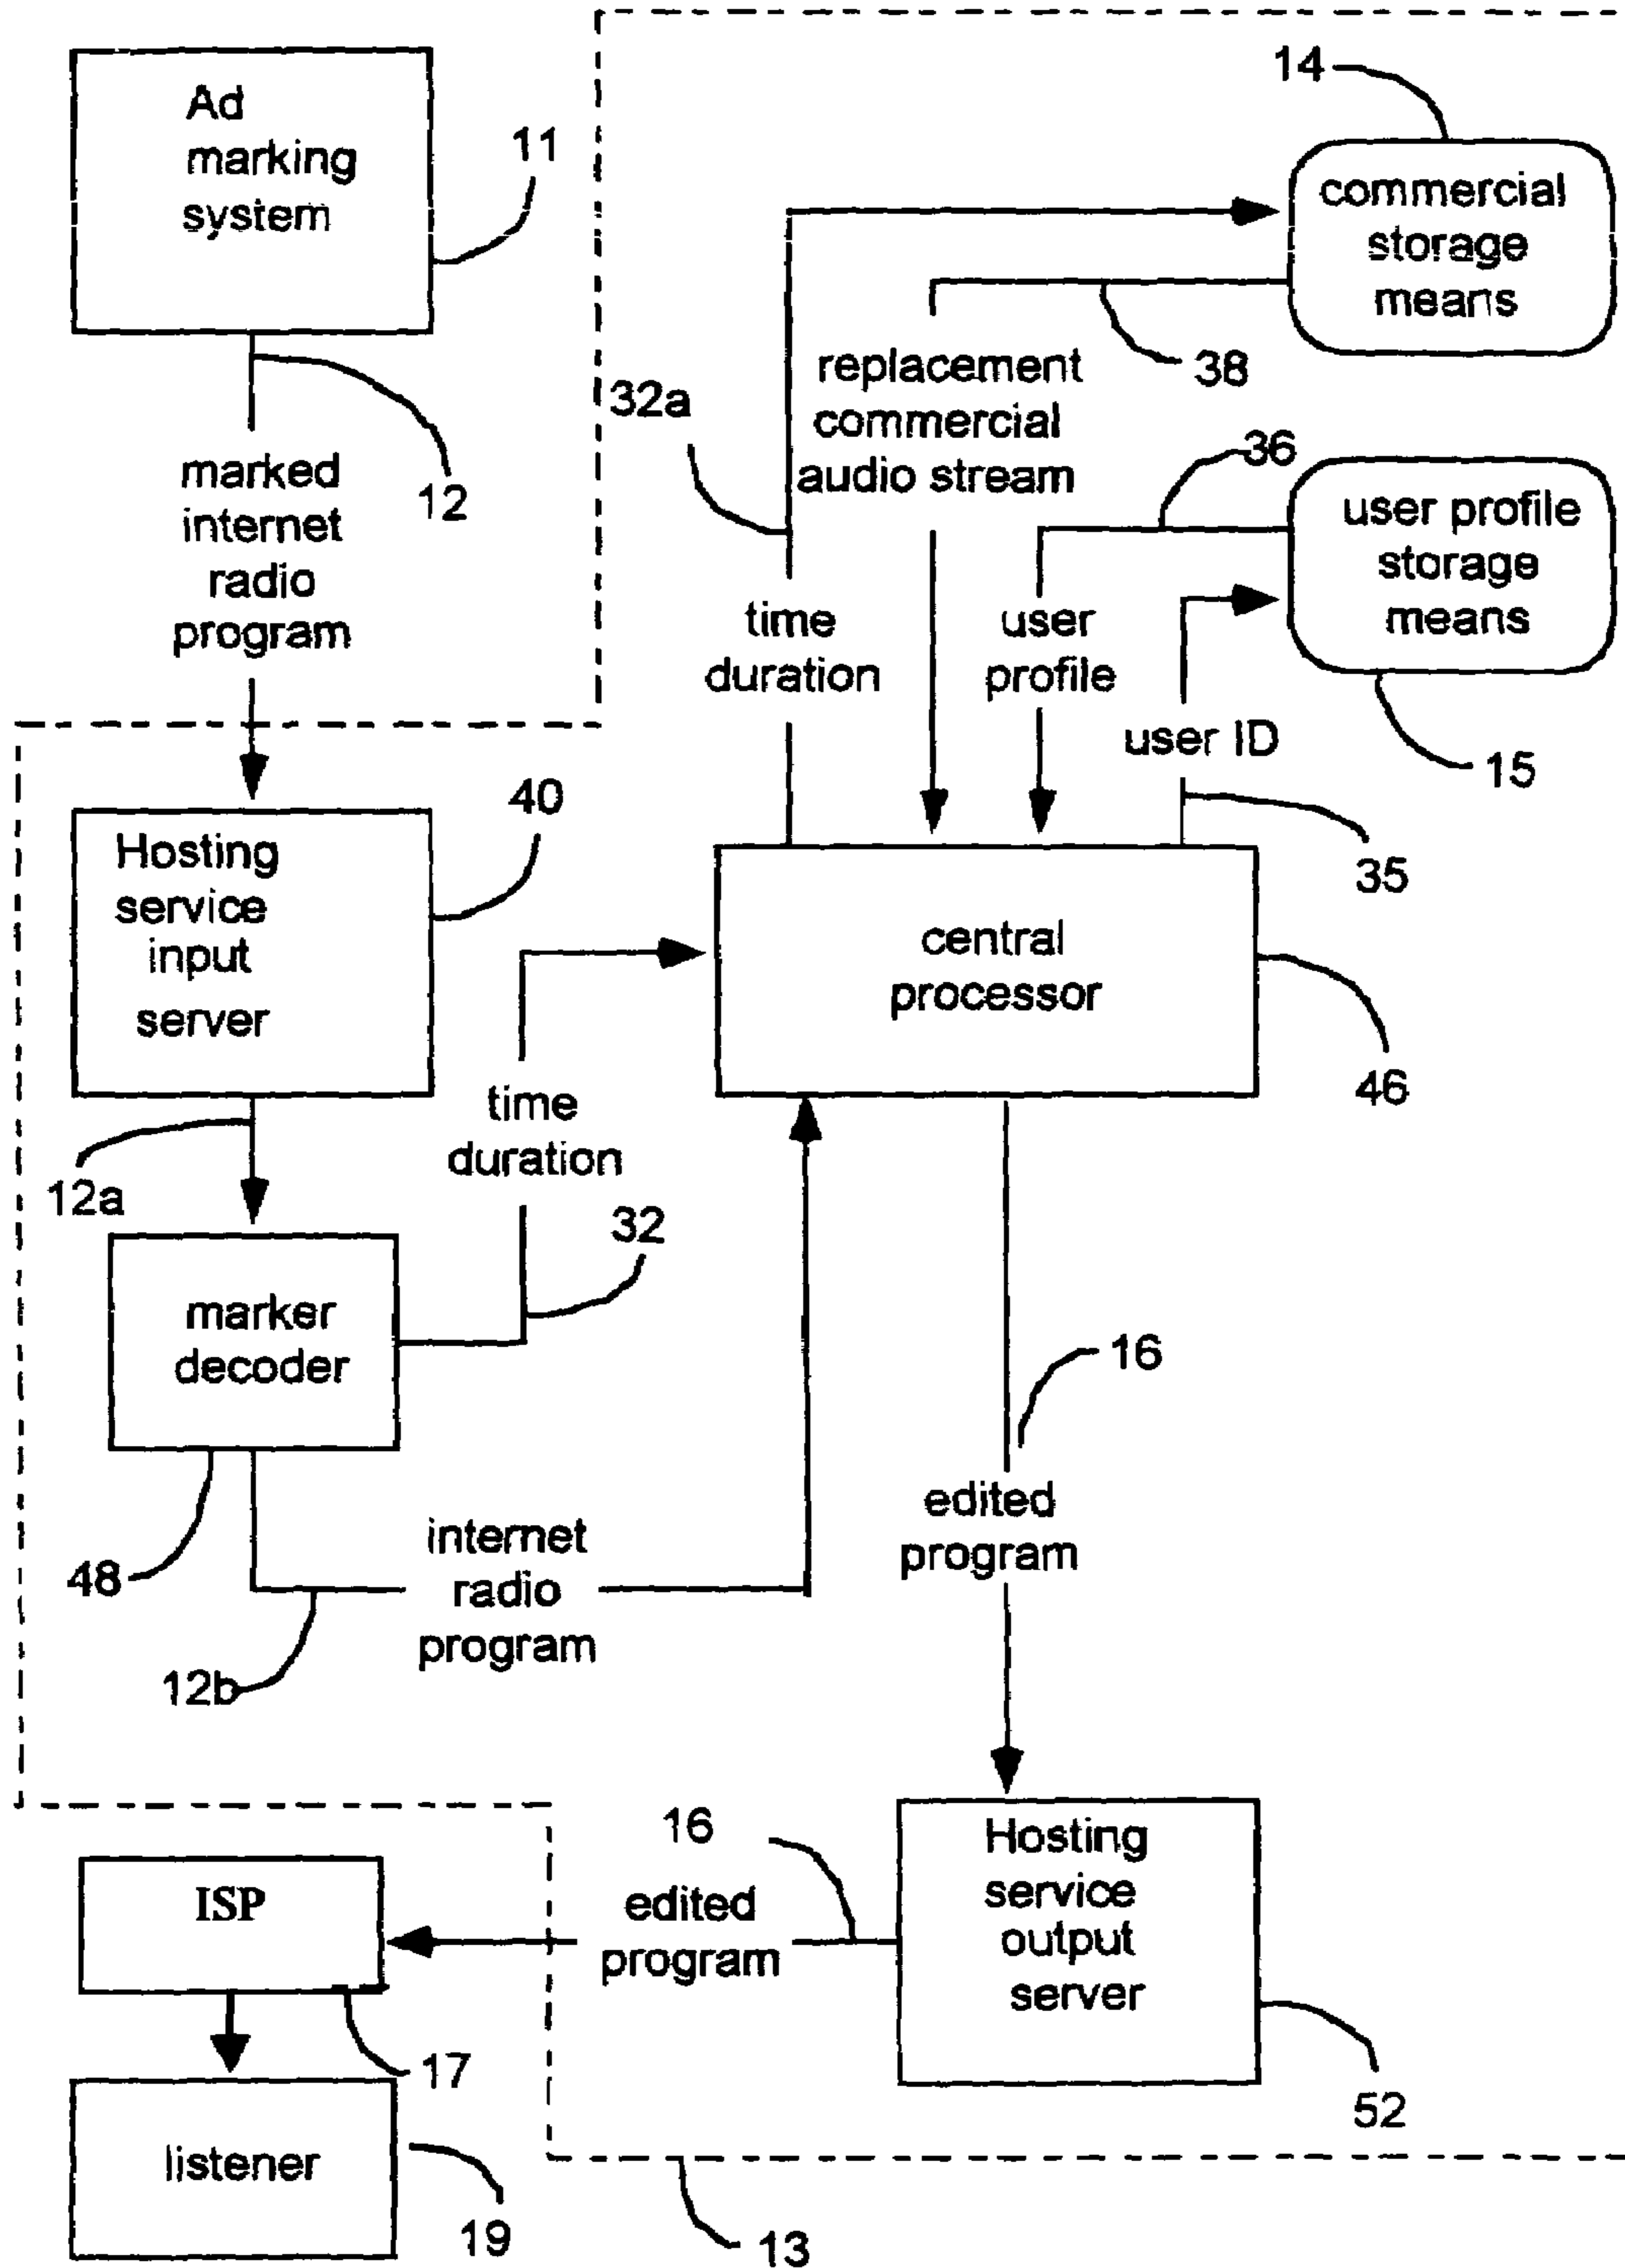 Ad
marking
system
11
12
marked
internet
radio
program
14
commercial
storage
means
38
replacement
commercial
audio stream
32a
36
user profile
storage
means
15
time
duration
user
profile
user ID
35
40
Hosting
service
input
server
central
processor
46
12a
time
duration
32
marker
decoder
48
internet
radio
program
12b
16
edited
program
Hosting
service
output
server
52
16
edited
program
ISP
17
listener
19
13